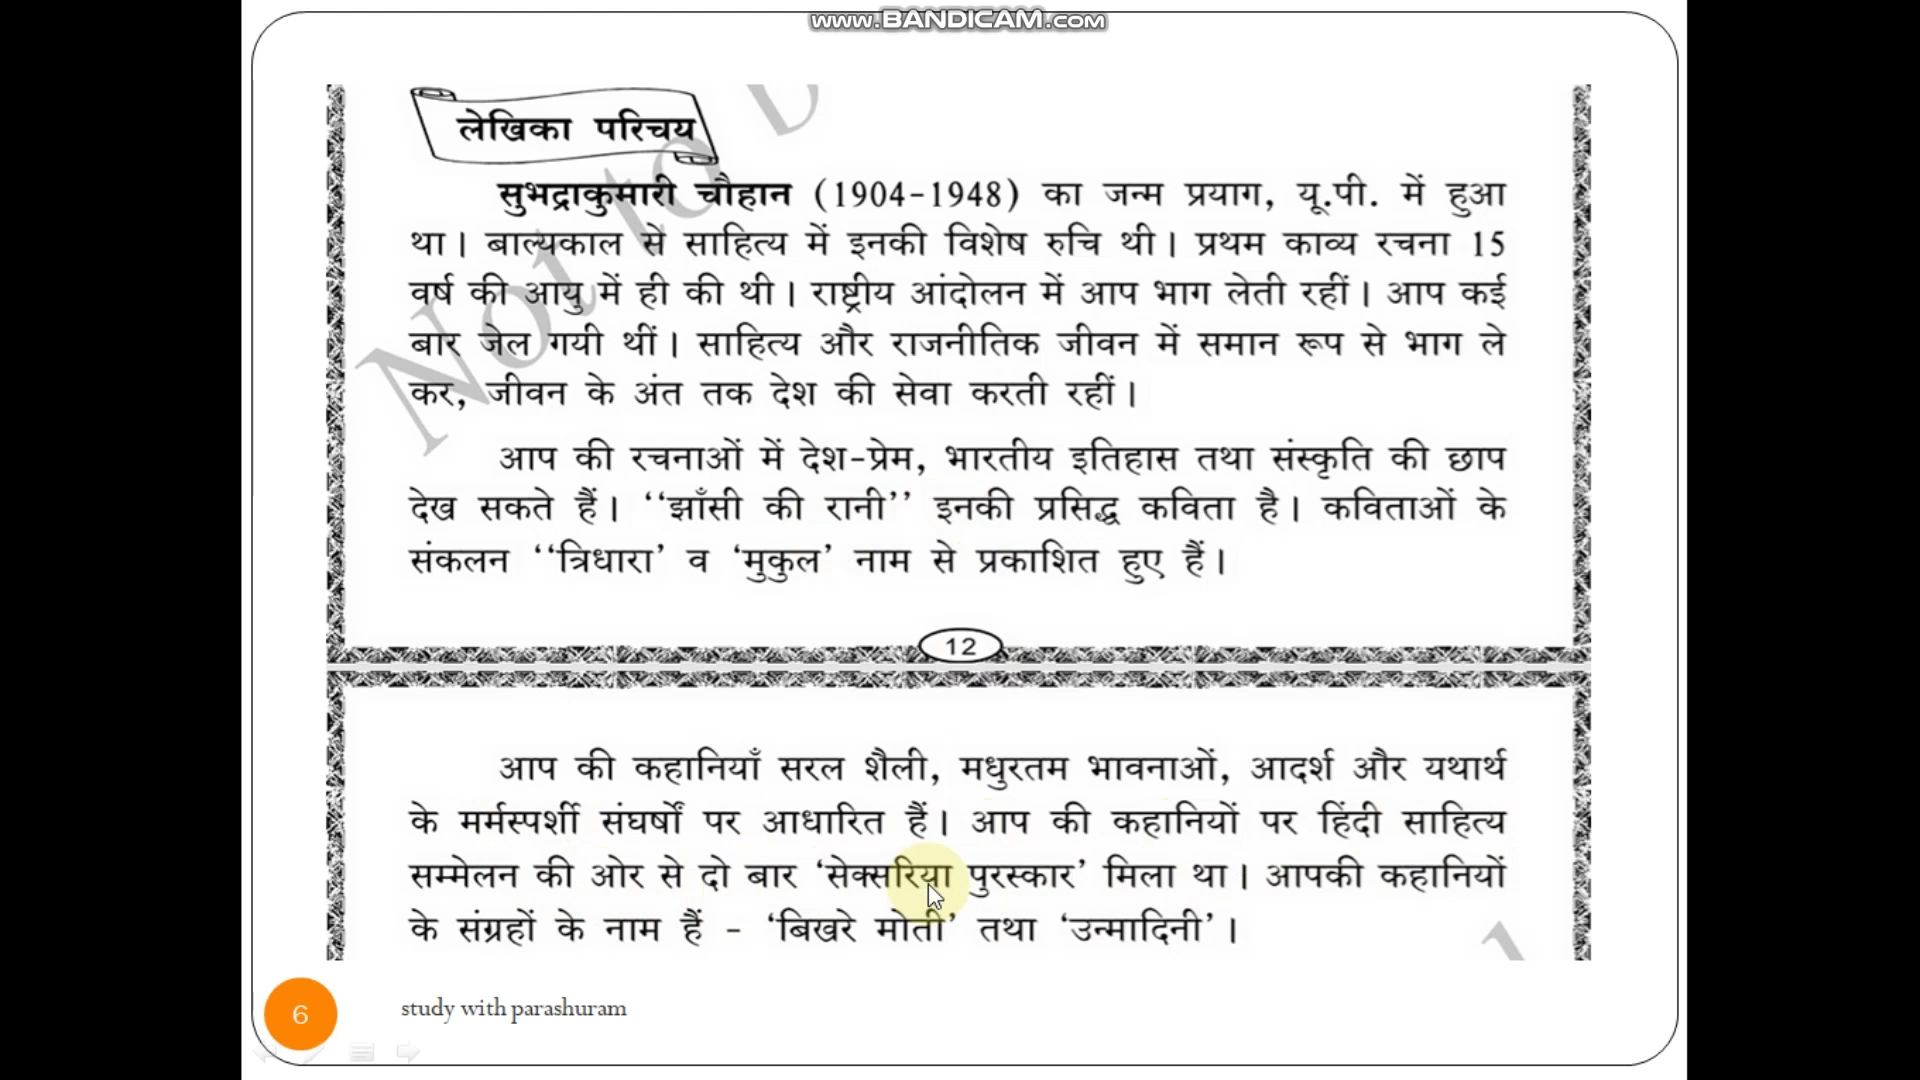 www.BANDICAM.com
लेखिका परिचय
सुभद्राकुमारी चौहान (1904-1948) का जन्म प्रयाग, यू.पी. में हुआ
था। बाल्यकाल से साहित्य में इनकी विशेष रुचि थी। प्रथम काव्य रचना 15
वर्ष की आयु में ही की थी। राष्ट्रीय आंदोलन में आप भाग लेती रहीं। आप कई
बार जेल गयी थीं। साहित्य और राजनीतिक जीवन में समान रूप से भाग ले
कर, जीवन के अंत तक देश की सेवा करती रहीं।
आप की रचनाओं में देश-प्रेम, भारतीय इतिहास तथा संस्कृति की छाप
देख सकते हैं। ‘‘झाँसी की रानी’’ इनकी प्रसिद्ध कविता है। कविताओं के
संकलन ‘‘त्रिधारा’ व ‘मुकुल’ नाम से प्रकाशित हुए हैं।
12
आप की कहानियाँ सरल शैली, मधुरतम भावनाओं, आदर्श और यथार्थ
के मर्मस्पर्शी संघर्षों पर आधारित हैं। आप की कहानियों पर हिंदी साहित्य
सम्मेलन की ओर से दो बार ‘सेक्सरिया पुरस्कार’ मिला था। आपकी कहानियों
के संग्रहों के नाम हैं - ‘बिखरे मोती’ तथा ‘उन्मादिनी’।
Not to
6
study with parashuram